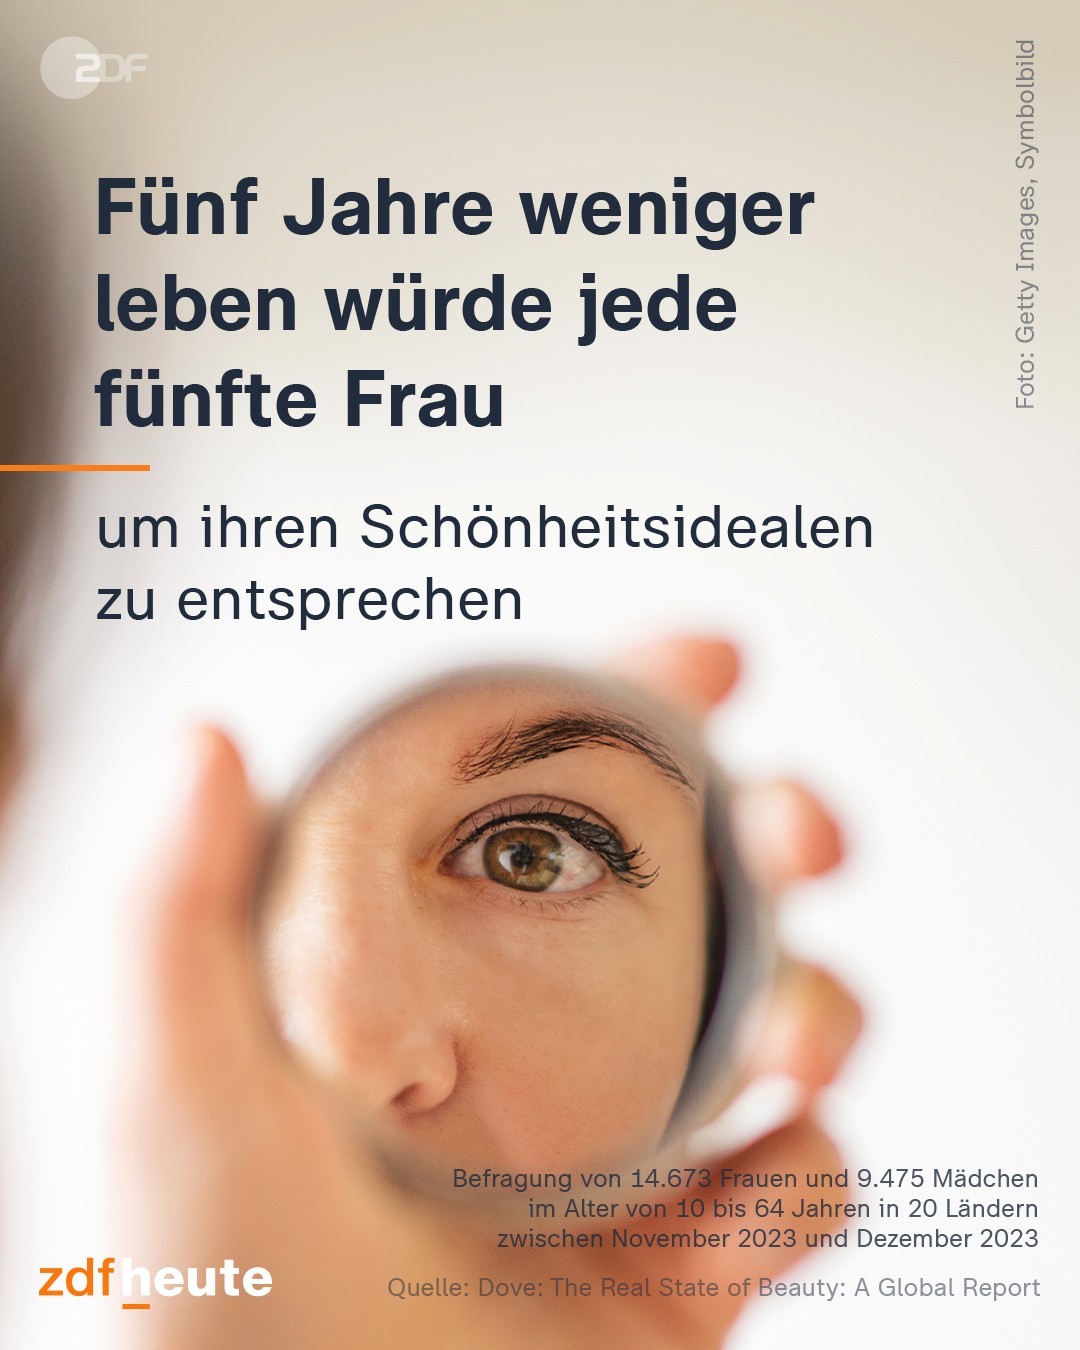 ZDF
Foto: Getty Images, Symbolbild
Fünf Jahre weniger
leben würde jede
fünfte Frau
um ihren Schönheitsidealen
zu entsprechen
Befragung von 14.673 Frauen und 9.475 Mädchen
im Alter von 10 bis 64 Jahren in 20 Ländern
zwischen November 2023 und Dezember 2023
Quelle: Dove: The Real State of Beauty: A Global Report
zdfheute